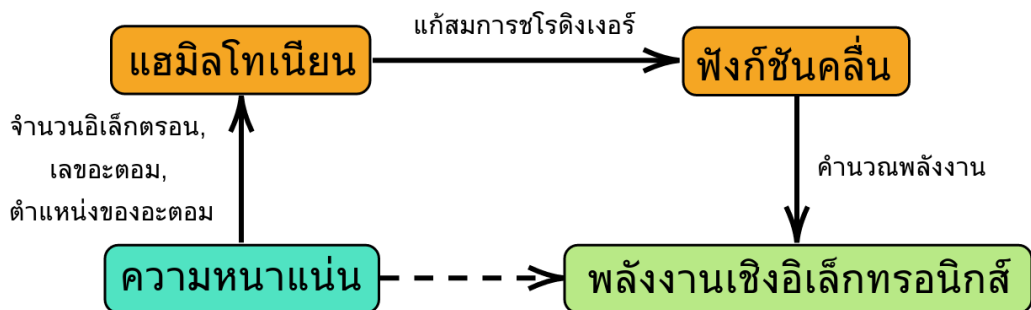 แก้สมการชโรดิงเงอร์
แฮมิลโทเนียน
ฟังก์ชันคลื่น
จำนวนอิเล็กตรอน,
เลขอะตอม,
ตำแหน่งของอะตอม
คำนวณพลังงาน
ความหนาแน่น
พลังงานเชิงอิเล็กทรอนิกส์